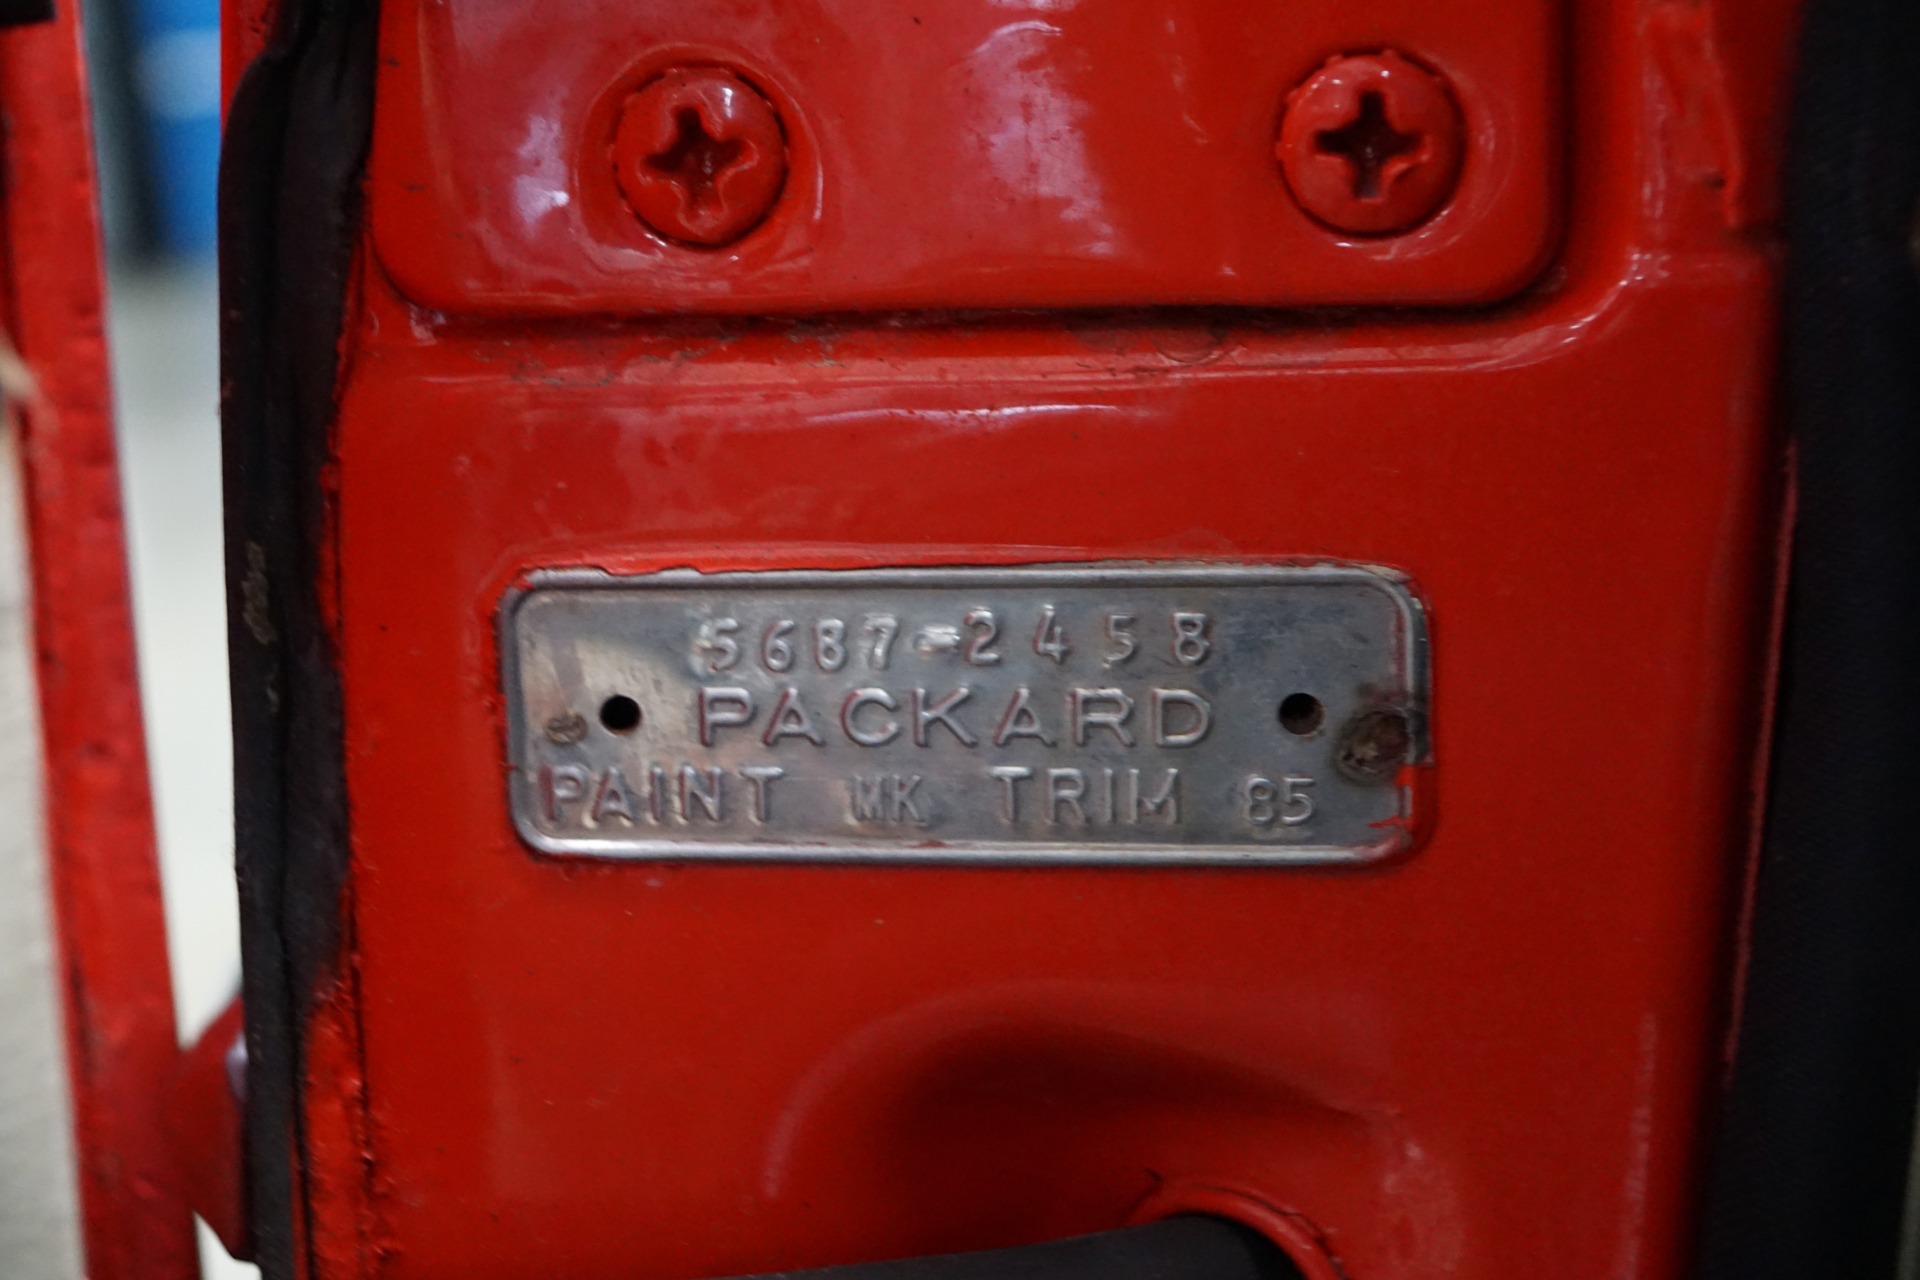 5687-2458
PACKARD
PAINT MK TRIM 85